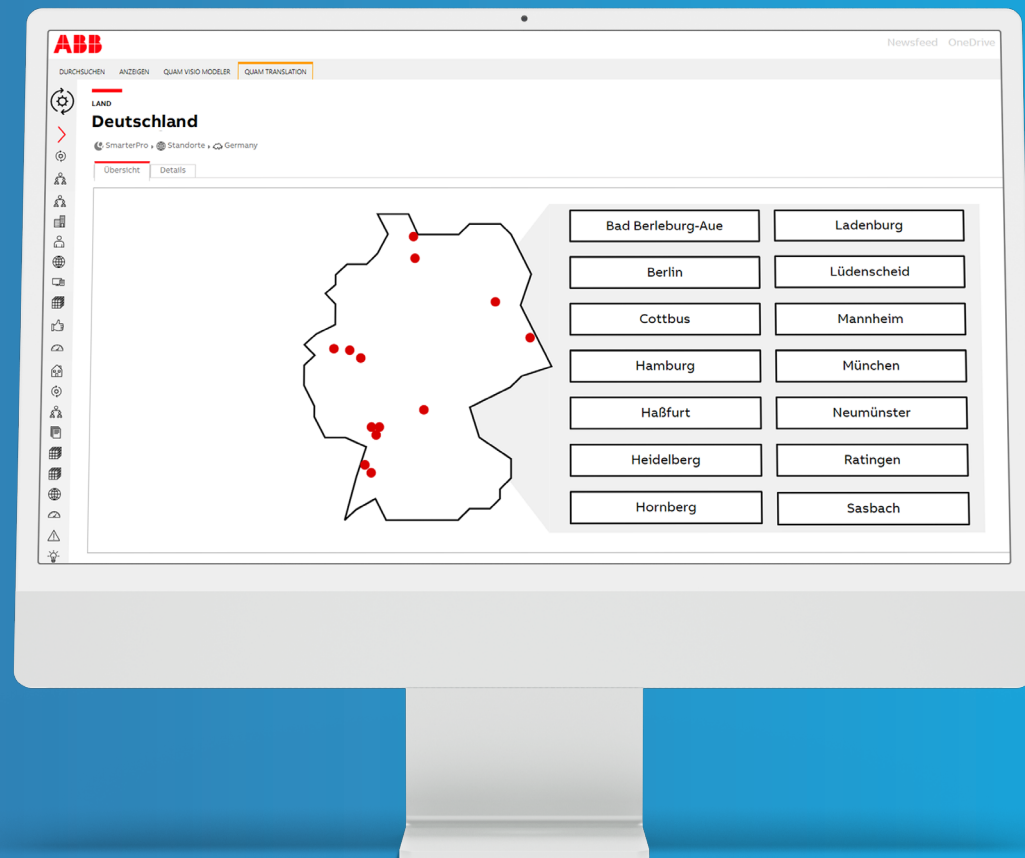 ABB
Newsfeed OneDrive
DURCHSUCHEN ANZEIGEN QUAM VISIO MODELER QUAM TRANSLATION
LAND
Deutschland
SmarterPro › Standorte › Germany
Übersicht Details
Bad Berleburg-Aue Ladenburg
Berlin Lüdenscheid
Cottbus Mannheim
Hamburg München
Haßfurt Neumünster
Heidelberg Ratingen
Hornberg Sasbach